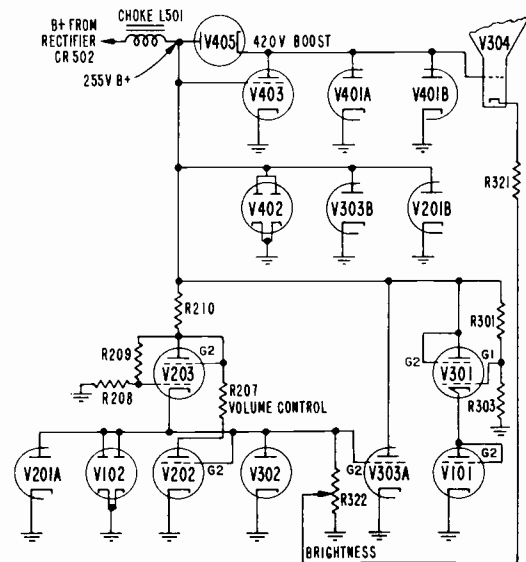 CHOKE L501
B+ FROM
RECTIFIER
CR 502
255V B+
V405
420V BOOST
V304
V403
V401A
V401B
R321
V402
V303B
V201B
R210
R301
R209
G2
V203
R208
R207
VOLUME CONTROL
G2
G1
V301
R303
V201A
V102
V202
G2
V302
R322
G2
V303A
G2
V101
BRIGHTNESS